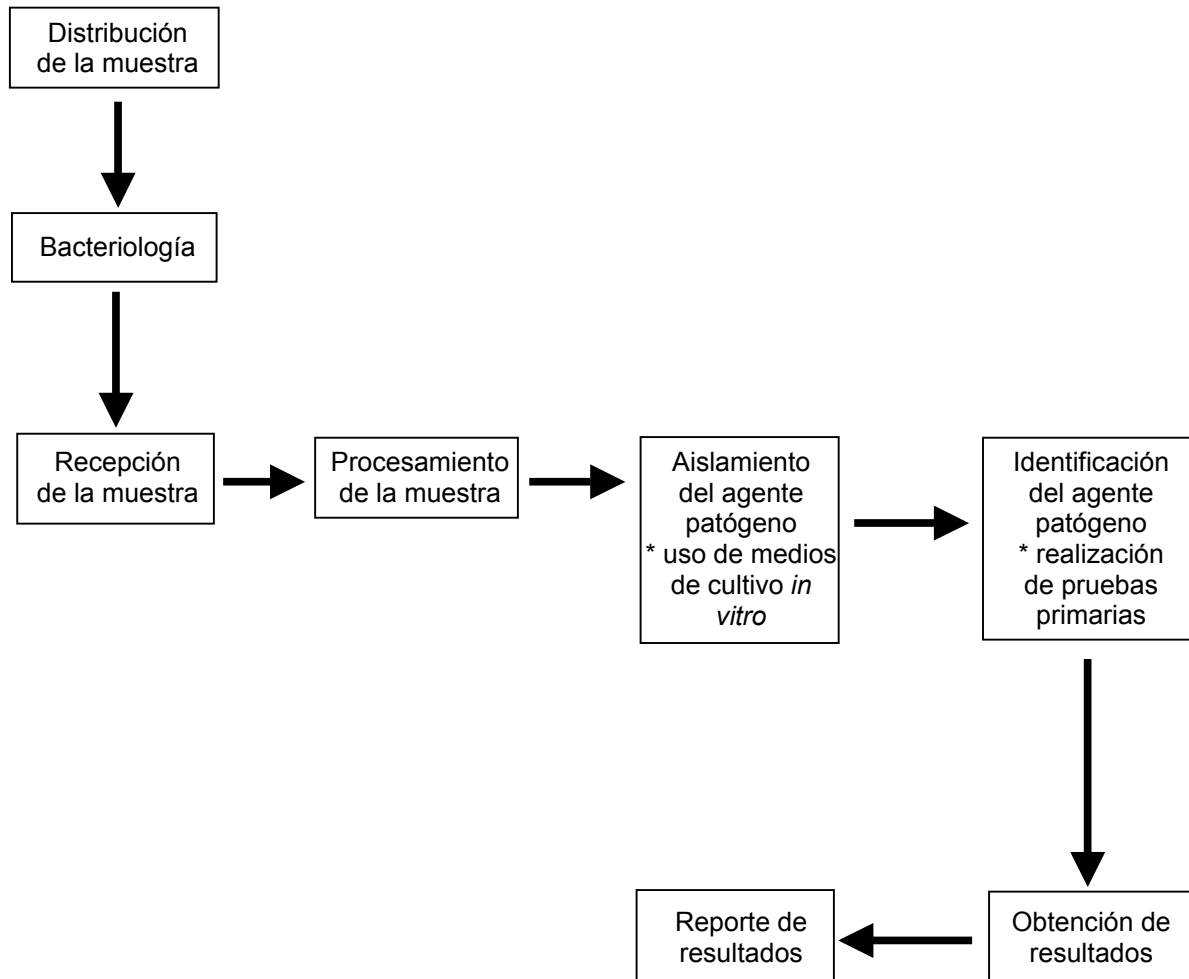 Distribución
de la muestra
Bacteriología
Recepción
de la muestra
Procesamiento
de la muestra
Aislamiento
del agente
patógeno
* uso de medios
de cultivo in
vitro
Identificación
del agente
patógeno
* realización
de pruebas
primarias
Obtención de
resultados
Reporte de
resultados